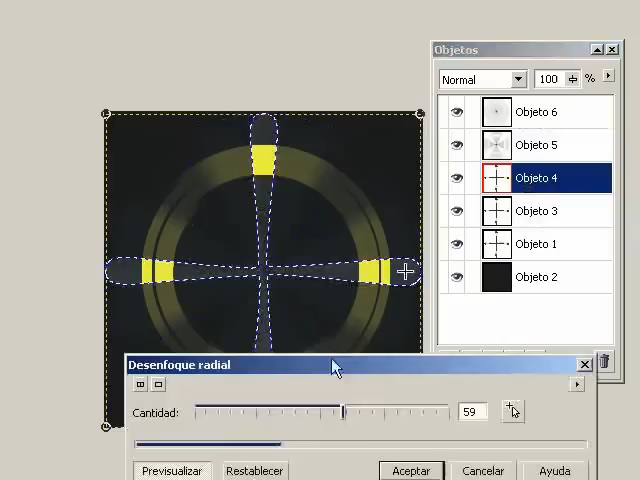 Objetos
Normal 100 %
Objeto 6
Objeto 5
Objeto 4
Objeto 3
Objeto 1
Objeto 2
Desenfoque radial
Cantidad: 59
Previsualizar Restablecer Aceptar Cancelar Ayuda